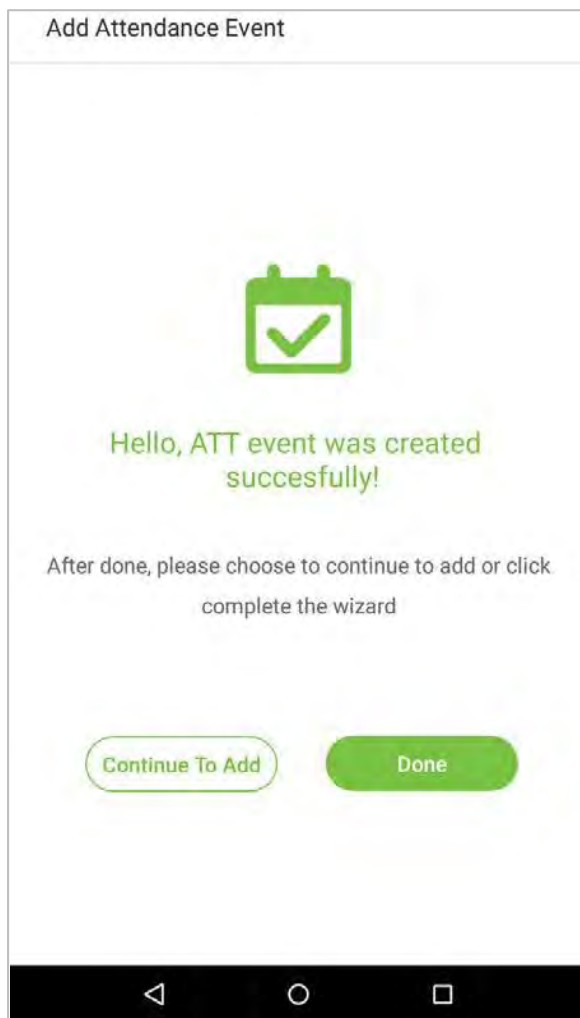 Add Attendance Event
Hello, ATT event was created
succesfully!
After done, please choose to continue to add or click
complete the wizard
Continue To Add
Done